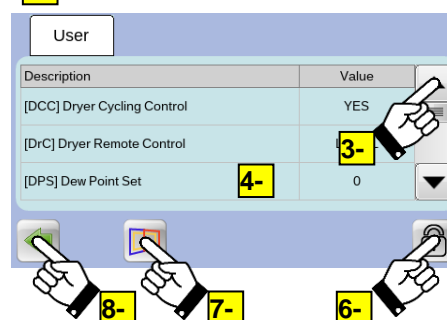 User
Description Value
[DCC] Dryer Cycling Control YES
[DrC] Dryer Remote Control
3-
[DPS] Dew Point Set 4- 0
8- 7- 6-